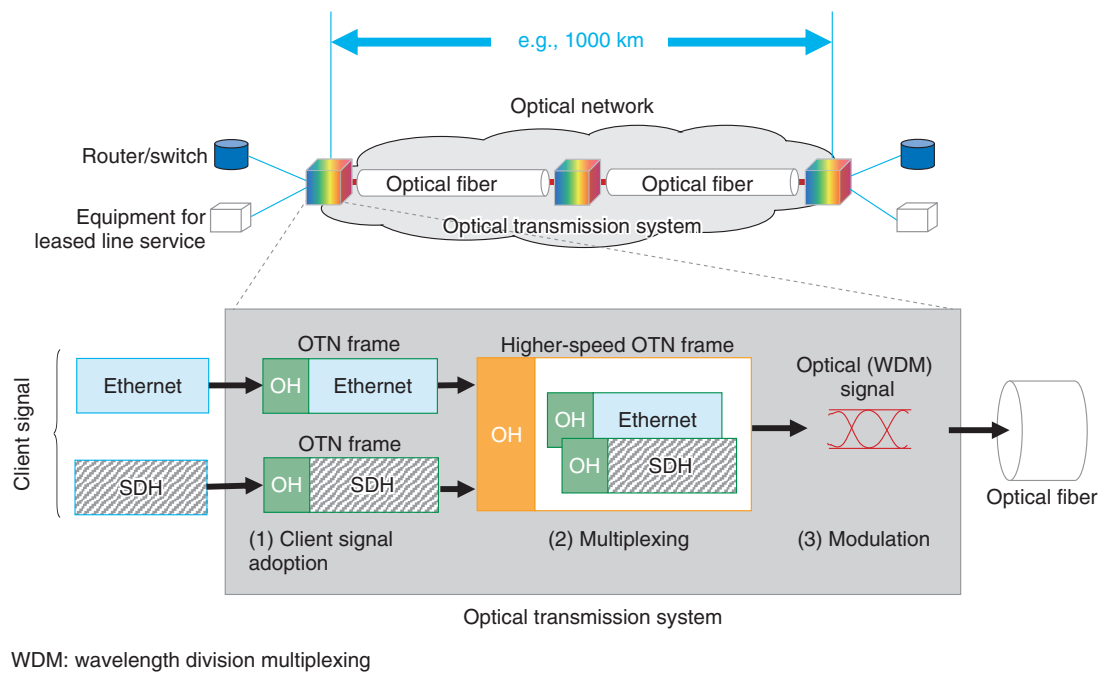 e.g., 1000 km
Optical network
Router/switch
Optical fiber
Optical fiber
Equipment for
leased line service
Optical transmission system
Client signal
Ethernet
SDH
OTN frame
OH
Ethernet
OTN frame
OH
SDH
(1) Client signal
adoption
Higher-speed OTN frame
OH
OH
Ethernet
OH
SDH
(2) Multiplexing
Optical (WDM)
signal
(3) Modulation
Optical fiber
Optical transmission system
WDM: wavelength division multiplexing